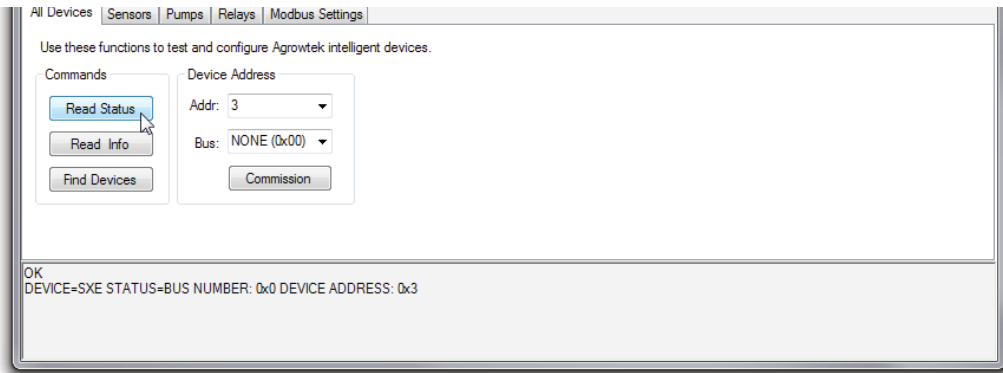 All Devices Sensors Pumps Relays Modbus Settings
Use these functions to test and configure Agrowtek intelligent devices.
Commands
Read Status
Read Info
Find Devices
Device Address
Addr: 3
Bus: NONE (0x00)
Commission
OK
DEVICE=SXE STATUS=BUS NUMBER: 0x0 DEVICE ADDRESS: 0x3